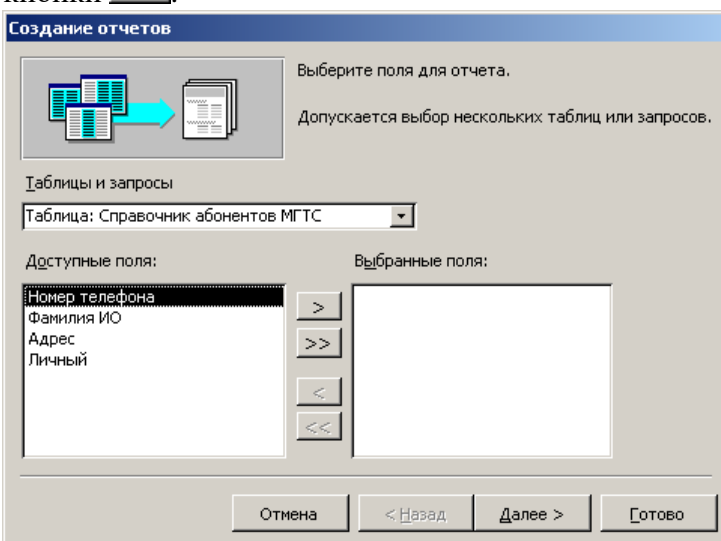 Создание отчетов
Выберите поля для отчета.
Допускается выбор нескольких таблиц или запросов.
Таблицы и запросы
Таблица: Справочник абонентов МГТС
Доступные поля:
Выбранные поля:
Номер телефона
Фамилия ИО
Адрес
Личный
>
>>
<
<<
Отмена
< Назад
Далее >
Готово